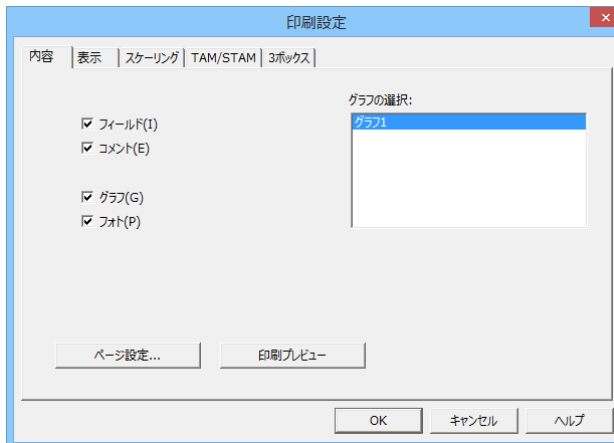 印刷設定
内容 表示 スケーリング TAM/STAM 3ボックス
グラフの選択:
グラフ1
フィールド(I)
コメント(E)
グラフ(G)
フォト(P)
ページ設定... 印刷プレビュー
OK キャンセル ヘルプ